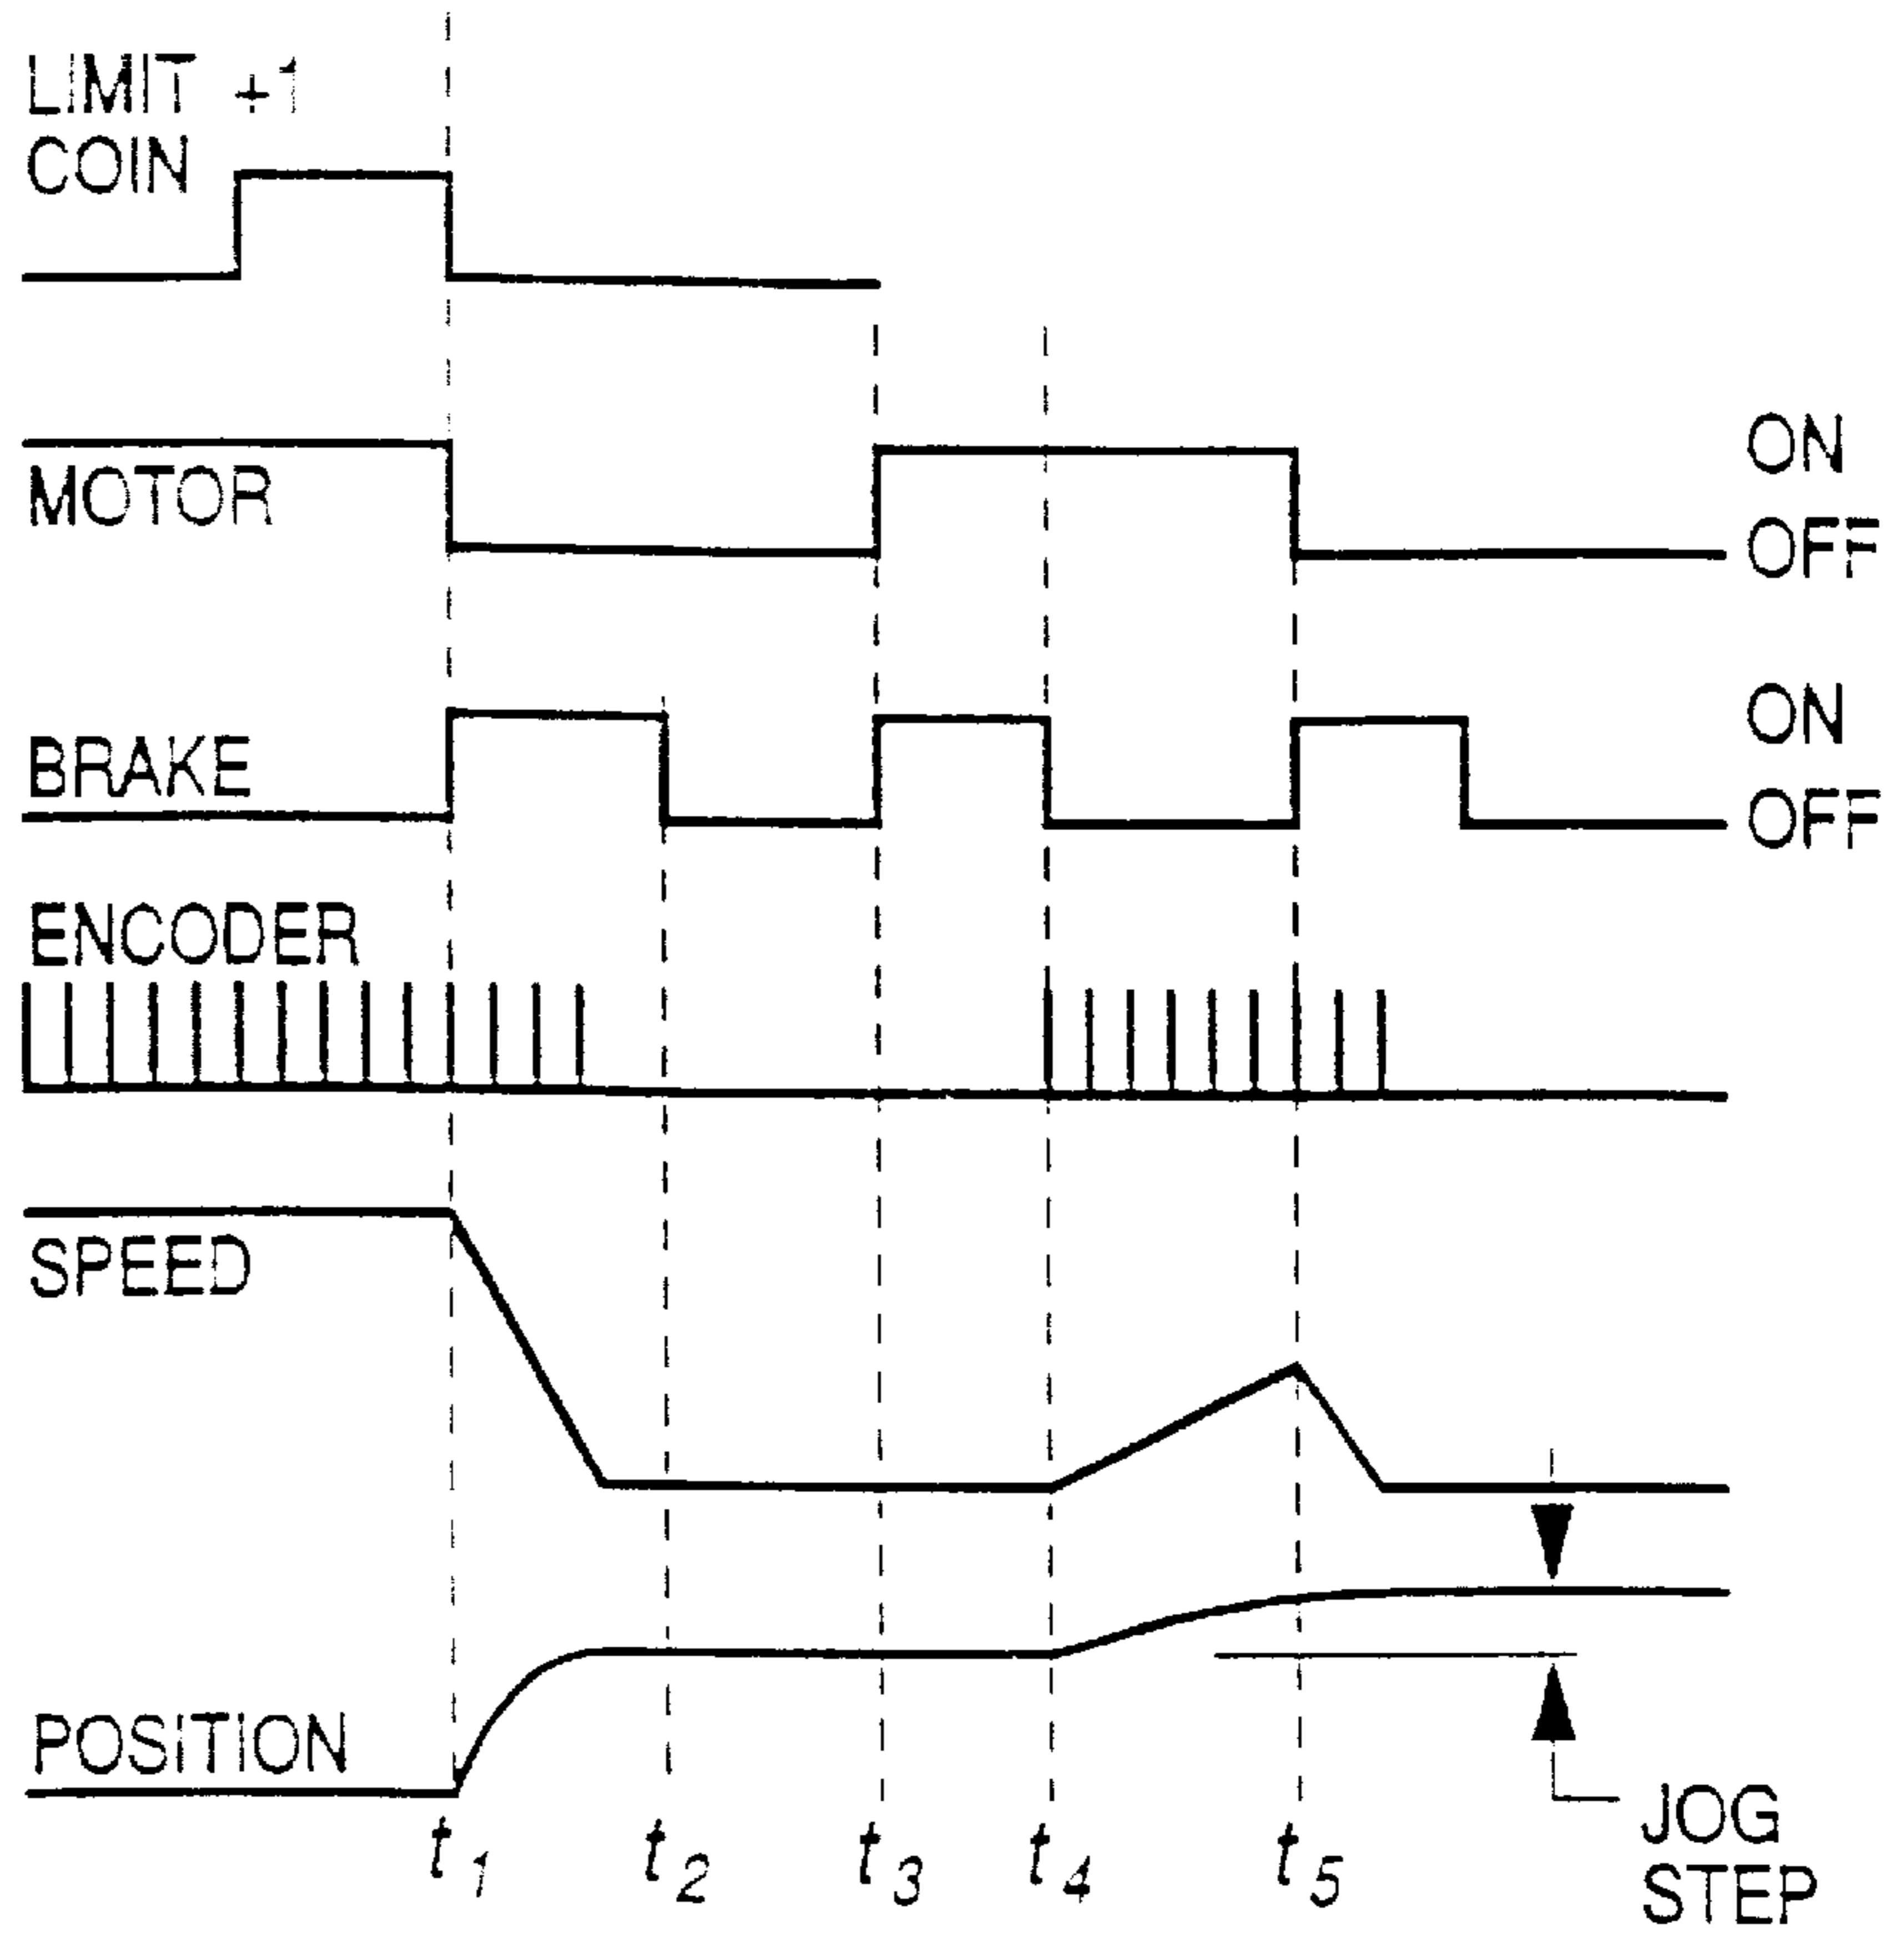 LIMIT +1
COIN
MOTOR
ON
OFF
BRAKE
ON
OFF
ENCODER
SPEED
POSITION
t1 t2 t3 t4 t5
JOG
STEP